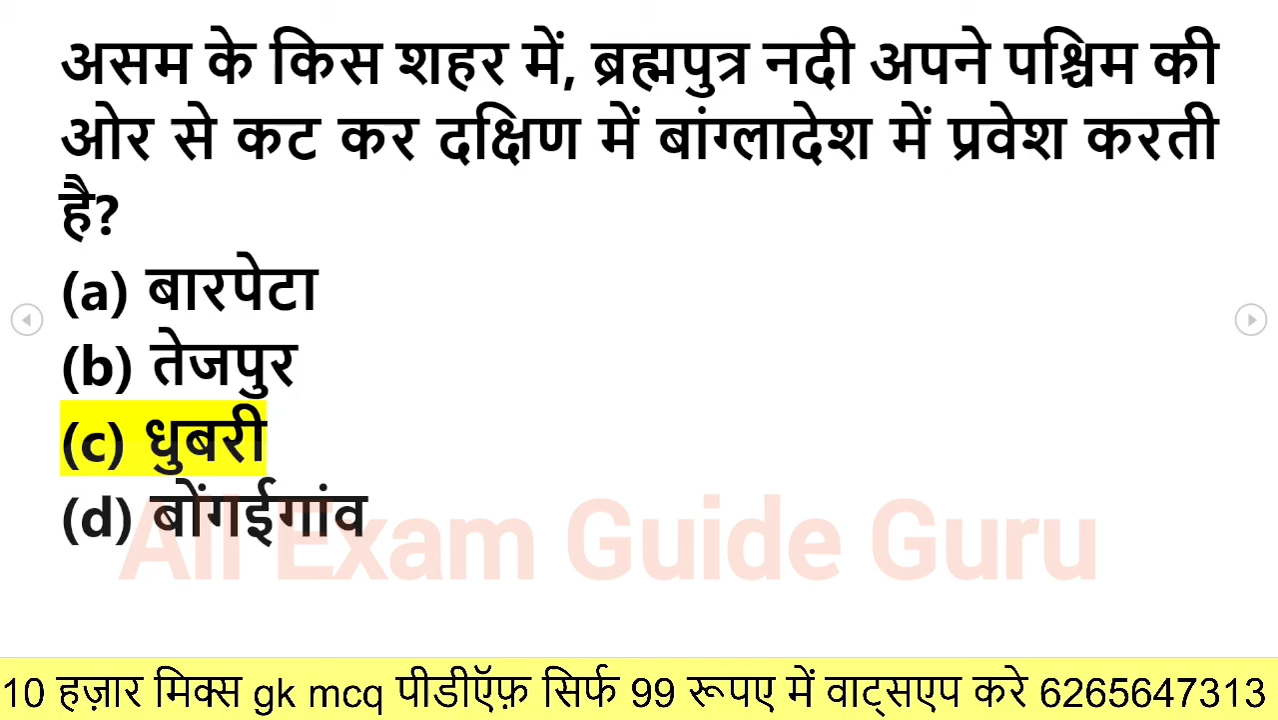 असम के किस शहर में, ब्रह्मपुत्र नदी अपने पश्चिम की
ओर से कट कर दक्षिण में बांग्लादेश में प्रवेश करती
है?
(a) बारपेटा
(b) तेजपुर
(c) धुबरी
(d) बोंगईगांव
All Exam Guide Guru
10 हज़ार मिक्स gk mcq पीडीऍफ़ सिर्फ 99 रूपए में वाट्सएप करे 6265647313